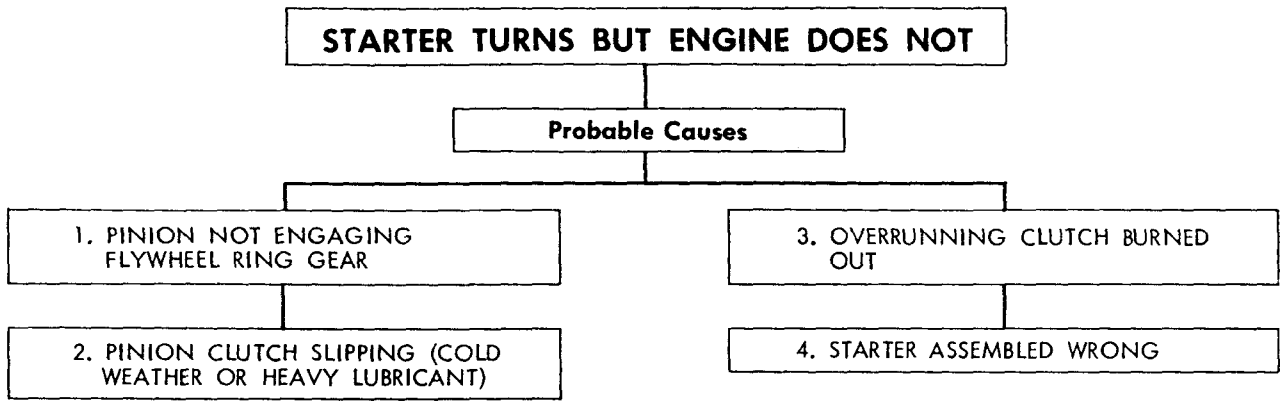 STARTER TURNS BUT ENGINE DOES NOT
Probable Causes
1. PINION NOT ENGAGING
FLYWHEEL RING GEAR
2. PINION CLUTCH SLIPPING (COLD
WEATHER OR HEAVY LUBRICANT)
3. OVERRUNNING CLUTCH BURNED
OUT
4. STARTER ASSEMBLED WRONG